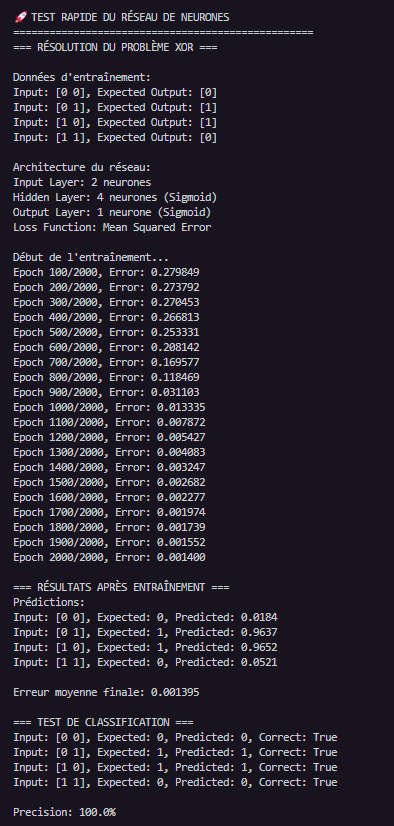 🚀 TEST RAPIDE DU RÉSEAU DE NEURONES
==================================================
=== RÉSOLUTION DU PROBLÈME XOR ===
Données d'entraînement:
Input: [0 0], Expected Output: [0]
Input: [0 1], Expected Output: [1]
Input: [1 0], Expected Output: [1]
Input: [1 1], Expected Output: [0]
Architecture du réseau:
Input Layer: 2 neurones
Hidden Layer: 4 neurones (Sigmoid)
Output Layer: 1 neurone (Sigmoid)
Loss Function: Mean Squared Error
Début de l'entraînement...
Epoch 100/2000, Error: 0.279849
Epoch 200/2000, Error: 0.273792
Epoch 300/2000, Error: 0.270453
Epoch 400/2000, Error: 0.266813
Epoch 500/2000, Error: 0.253331
Epoch 600/2000, Error: 0.208142
Epoch 700/2000, Error: 0.169577
Epoch 800/2000, Error: 0.118469
Epoch 900/2000, Error: 0.031103
Epoch 1000/2000, Error: 0.013335
Epoch 1100/2000, Error: 0.007872
Epoch 1200/2000, Error: 0.005427
Epoch 1300/2000, Error: 0.004083
Epoch 1400/2000, Error: 0.003247
Epoch 1500/2000, Error: 0.002682
Epoch 1600/2000, Error: 0.002277
Epoch 1700/2000, Error: 0.001974
Epoch 1800/2000, Error: 0.001739
Epoch 1900/2000, Error: 0.001552
Epoch 2000/2000, Error: 0.001400
=== RÉSULTATS APRÈS ENTRAÎNEMENT ===
Prédictions:
Input: [0 0], Expected: 0, Predicted: 0.0184
Input: [0 1], Expected: 1, Predicted: 0.9637
Input: [1 0], Expected: 1, Predicted: 0.9652
Input: [1 1], Expected: 0, Predicted: 0.0521
Erreur moyenne finale: 0.001395
=== TEST DE CLASSIFICATION ===
Input: [0 0], Expected: 0, Predicted: 0, Correct: True
Input: [0 1], Expected: 1, Predicted: 1, Correct: True
Input: [1 0], Expected: 1, Predicted: 1, Correct: True
Input: [1 1], Expected: 0, Predicted: 0, Correct: True
Precision: 100.0%